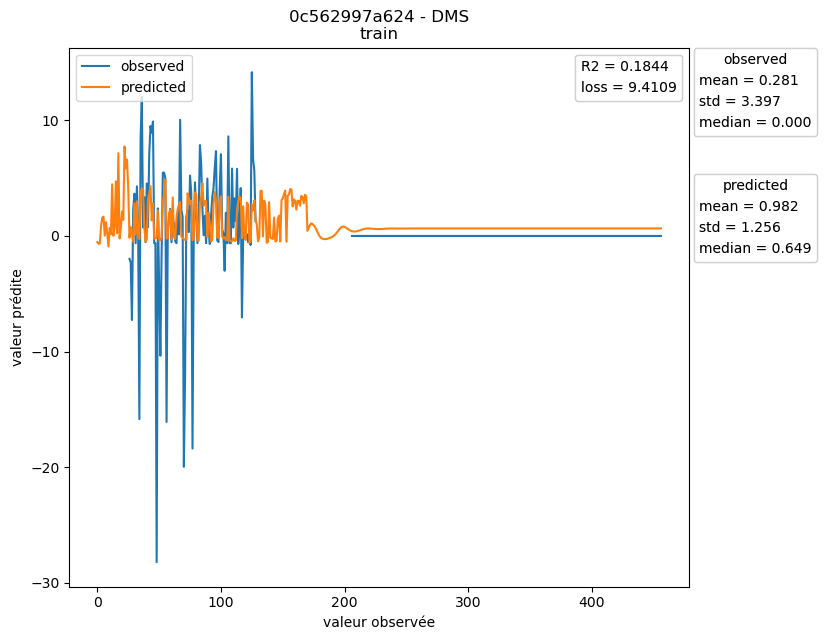 0c562997a624 - DMS
train
observed
predicted
R2 = 0.1844
loss = 9.4109
observed
mean = 0.281
std = 3.397
median = 0.000
predicted
mean = 0.982
std = 1.256
median = 0.649
valeur prédite
10
0
−10
−20
−30
0
100
200
300
400
valeur observée